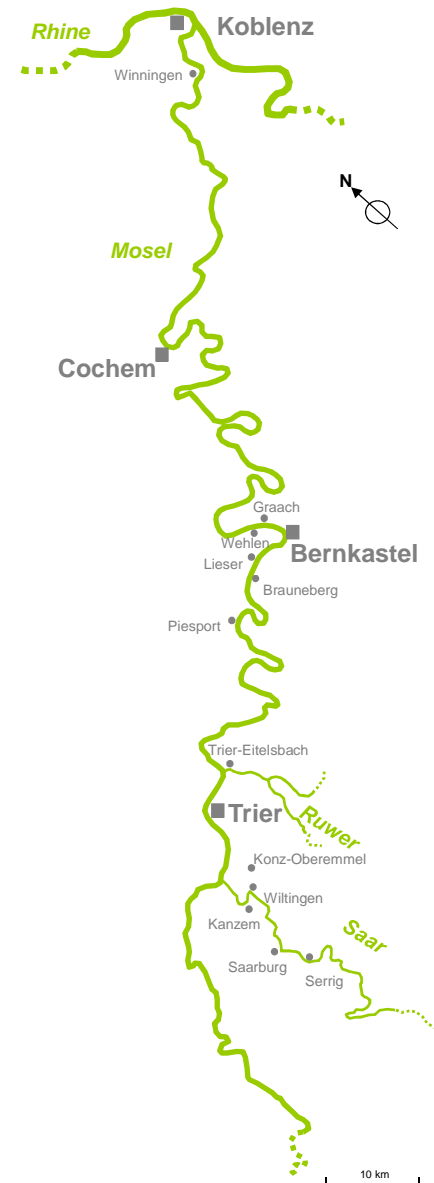 Koblenz
Rhine
Winningen
N
Mosel
Cochem
Graach
Wehlen
Bernkastel
Lieser
Brauneberg
Piesport
Trier-Eitelsbach
Trier
Ruwer
Konz-Oberemmel
Wiltingen
Kanzem
Saar
Saarburg
Serrig
10 km